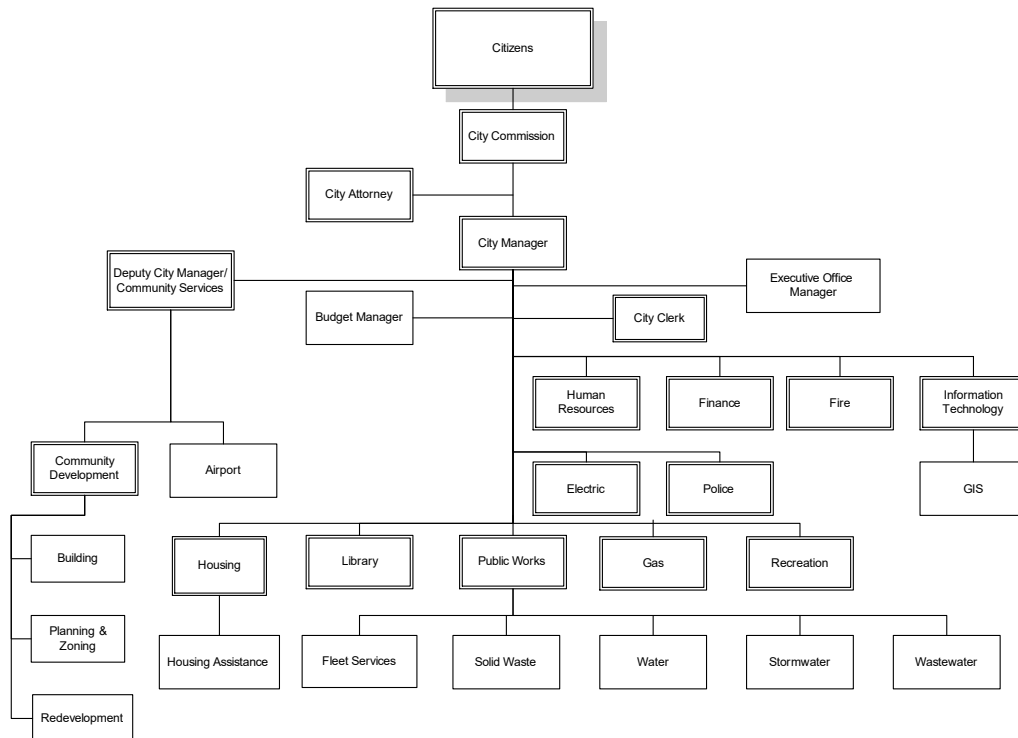 Citizens
City Commission
City Attorney
City Manager
Deputy City Manager/
Community Services
Executive Office
Manager
Budget Manager
City Clerk
Human
Resources
Finance
Fire
Information
Technology
Community
Development
Airport
Electric
Police
GIS
Building
Housing
Library
Public Works
Gas
Recreation
Planning &
Zoning
Housing Assistance
Fleet Services
Solid Waste
Water
Stormwater
Wastewater
Redevelopment